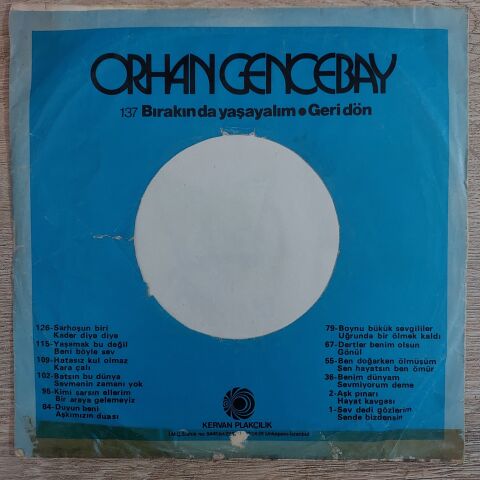 ORHAN GENCEBAY
137 Bırakın da yaşayalım • Geri dön
126-Sarhoşun biri
Kader diye diye
115-Yaşamak bu değil
Beni böyle sev
109-Hatasız kul olmaz
Kara çalı
102-Batsın bu dünya
Sevmenin zamanı yok
98-Kimi sarsın ellerim
Bir araya gelemeyiz
84-Duyun beni
Aşkımızın duası
79-Boynu bükük sevgililer
Uğrunda bir ölmek kaldı
67-Dertler benim olsun
Gönül
55-Ben doğarken ölmüşüm
Sen hayatsın ben ömür
36-Benim dünyam
Sevmiyorum deme
2-Aşk pınarı
Hayat kavgası
1-Sev dedi gözlerim
Sende bizdensin
KERVAN PLAKÇILIK